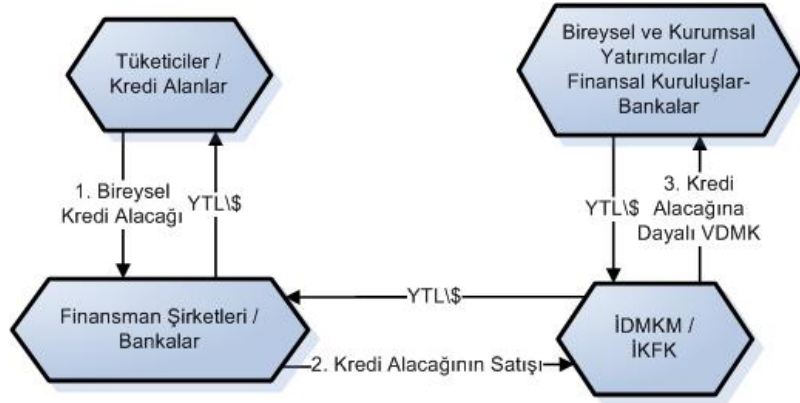 Tüketiciler /
Kredi Alanlar
Bireysel ve Kurumsal
Yatırımcılar /
Finansal Kuruluşlar-
Bankalar
1. Bireysel
Kredi Alacağı
YTL\$
YTL\$
3. Kredi
Alacağına
Dayalı VDMK
Finansman Şirketleri /
Bankalar
YTL\$
2. Kredi Alacağının Satışı
İDMKM /
İKFK